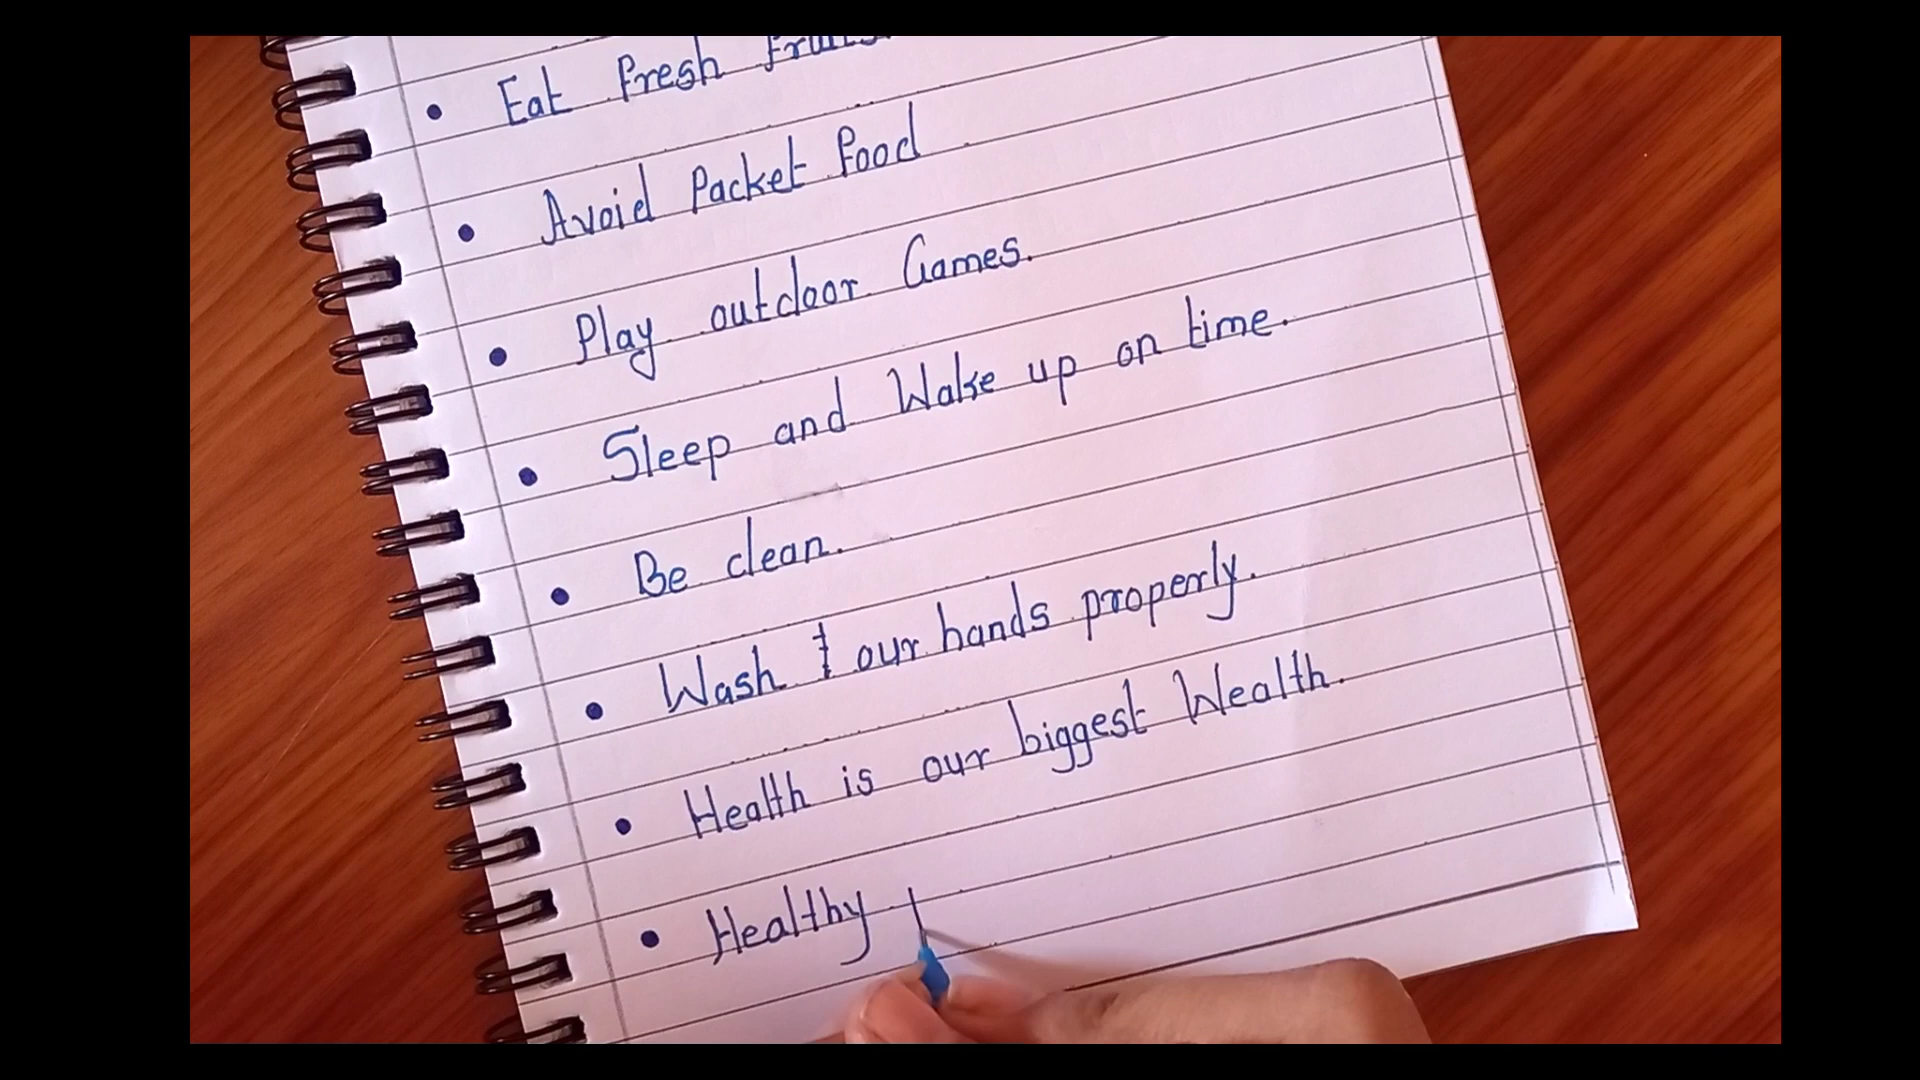 • Eat fresh fruits.
• Avoid Packet food
• Play outdoor Games.
• Sleep and Wake up on time.
• Be clean.
• Wash our hands properly.
• Health is our biggest Wealth.
• Healthy